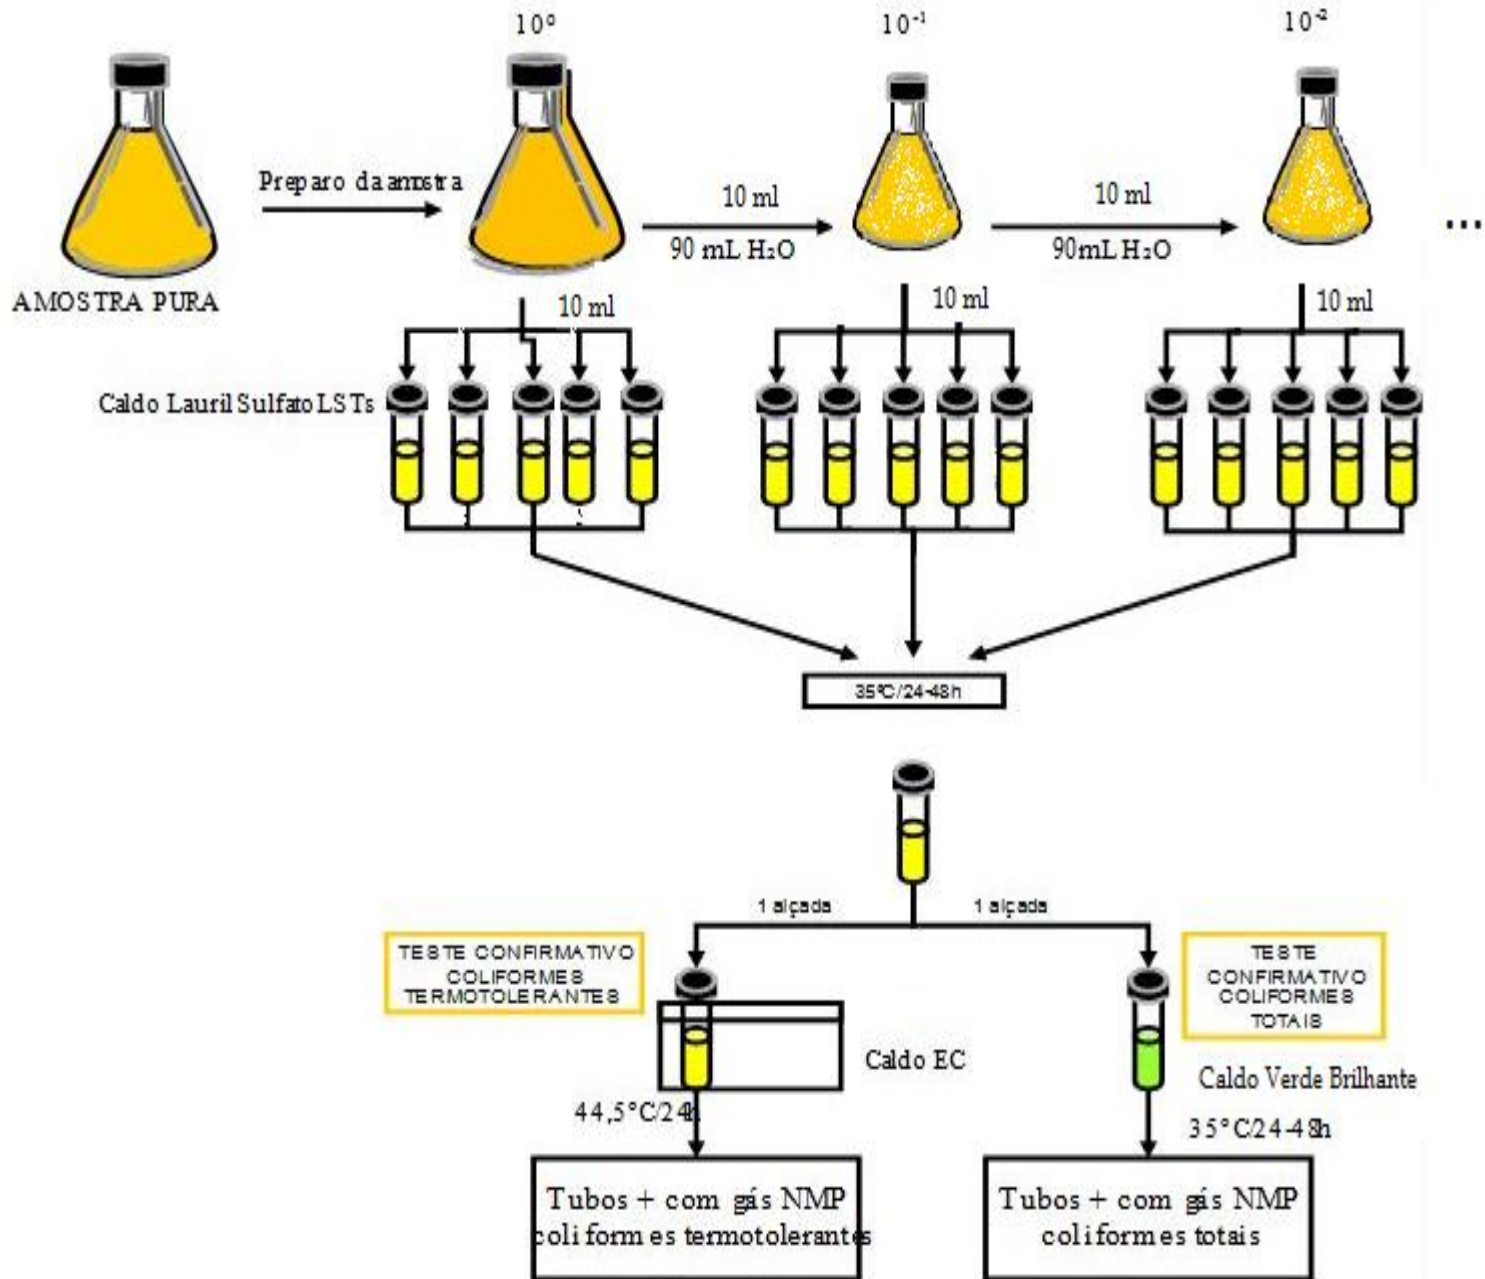 10⁰
10⁻¹
10⁻²
Preparo da amostra
10 ml
90 mL H₂O
10 ml
90mL H₂O
...
AMOSTRA PURA
10 ml
10 ml
10 ml
Caldo Lauril Sulfato LSTs
35ºC/24-48h
1 alçada
1 alçada
TESTE CONFIRMATIVO
COLIFORMES
TERMOTOLERANTES
TESTE
CONFIRMATIVO
COLIFORMES
TOTAIS
Caldo EC
Caldo Verde Brilhante
44,5°C/24h
35°C/24-48h
Tubos + com gás NMP
coliformes termotolerantes
Tubos + com gás NMP
coliformes totais